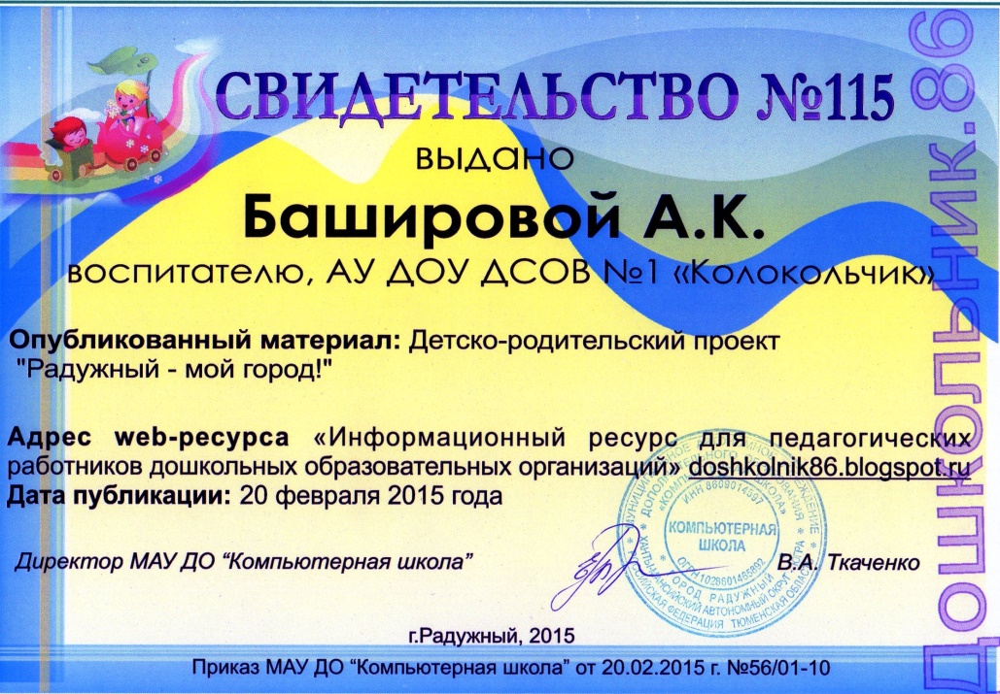 СВИДЕТЕЛЬСТВО №115
выдано
Башировой А.К.
воспитателю, АУ ДОУ ДСОВ №1 «Колокольчик»
Опубликованный материал: Детско-родительский проект
"Радужный - мой город!"
Адрес web-ресурса «Информационный ресурс для педагогических
работников дошкольных образовательных организаций» doshkolnik86.blogspot.ru
Дата публикации: 20 февраля 2015 года
Директор МАУ ДО “Компьютерная школа”
В.А. Ткаченко
КОМПЬЮТЕРНАЯ
ШКОЛА
ГОРОД РАДУЖНЫЙ
г.Радужный, 2015
Приказ МАУ ДО “Компьютерная школа” от 20.02.2015 г. №56/01-10
Дошкольник.86